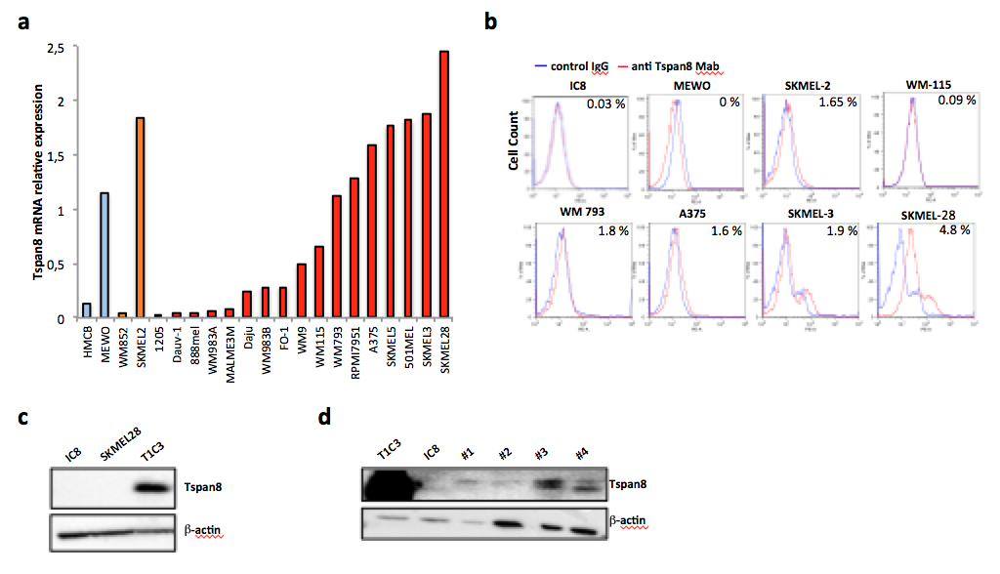 a
Tspan8 mRNA relative expression
2,5
2
1,5
1
0,5
0
HMCB
MEWO
WM852
SKMEL2
1205
Dauv-1
888mel
WM983A
MALME3M
Daju
WM983B
FO-1
WM9
WM115
WM793
RPMI7951
A375
SKMEL5
501MEL
SKMEL3
SKMEL28
b
control IgG
anti Tspan8 Mab
Cell Count
IC8
0.03 %
MEWO
0 %
SKMEL-2
1.65 %
WM-115
0.09 %
WM 793
1.8 %
A375
1.6 %
SKMEL-3
1.9 %
SKMEL-28
4.8 %
c
IC8 SKMEL28 T1C3
Tspan8
β-actin
d
T1C3 IC8 #1 #2 #3 #4
Tspan8
β-actin